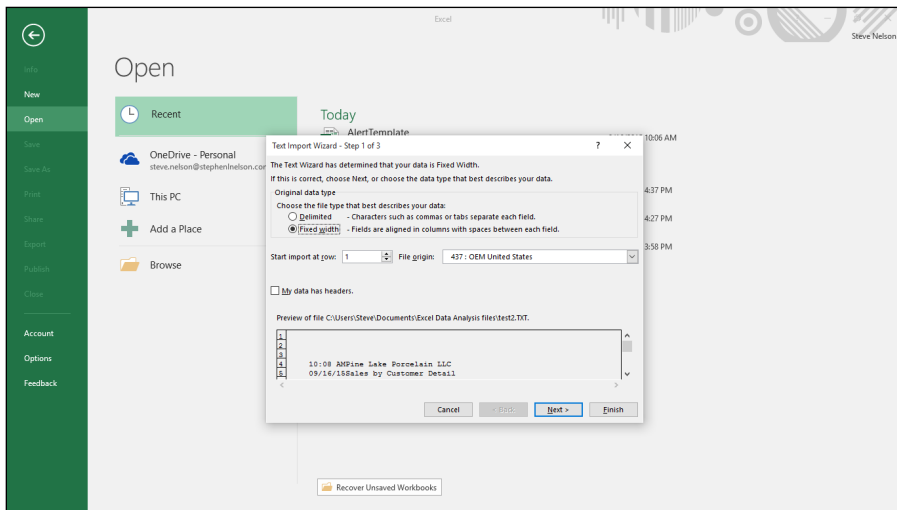 Excel
Steve Nelson
Info
New
Open
Save
Save As
Print
Share
Export
Publish
Close
Account
Options
Feedback
Open
Recent
OneDrive - Personal
steve.nelson@stephenlnelson.com
This PC
Add a Place
Browse
Today
AlertTemplate
10:06 AM
4:37 PM
4:27 PM
3:58 PM
Text Import Wizard - Step 1 of 3
? X
The Text Wizard has determined that your data is Fixed Width.
If this is correct, choose Next, or choose the data type that best describes your data.
Original data type
Choose the file type that best describes your data:
Delimited - Characters such as commas or tabs separate each field.
Fixed width - Fields are aligned in columns with spaces between each field.
Start import at row: 1 File origin: 437 : OEM United States
My data has headers.
Preview of file C:\Users\Steve\Documents\Excel Data Analysis files\test2.TXT.
1
2
3
4 10:08 AMPine Lake Porcelain LLC
5 09/16/15Sales by Customer Detail
Cancel < Back Next > Finish
Recover Unsaved Workbooks